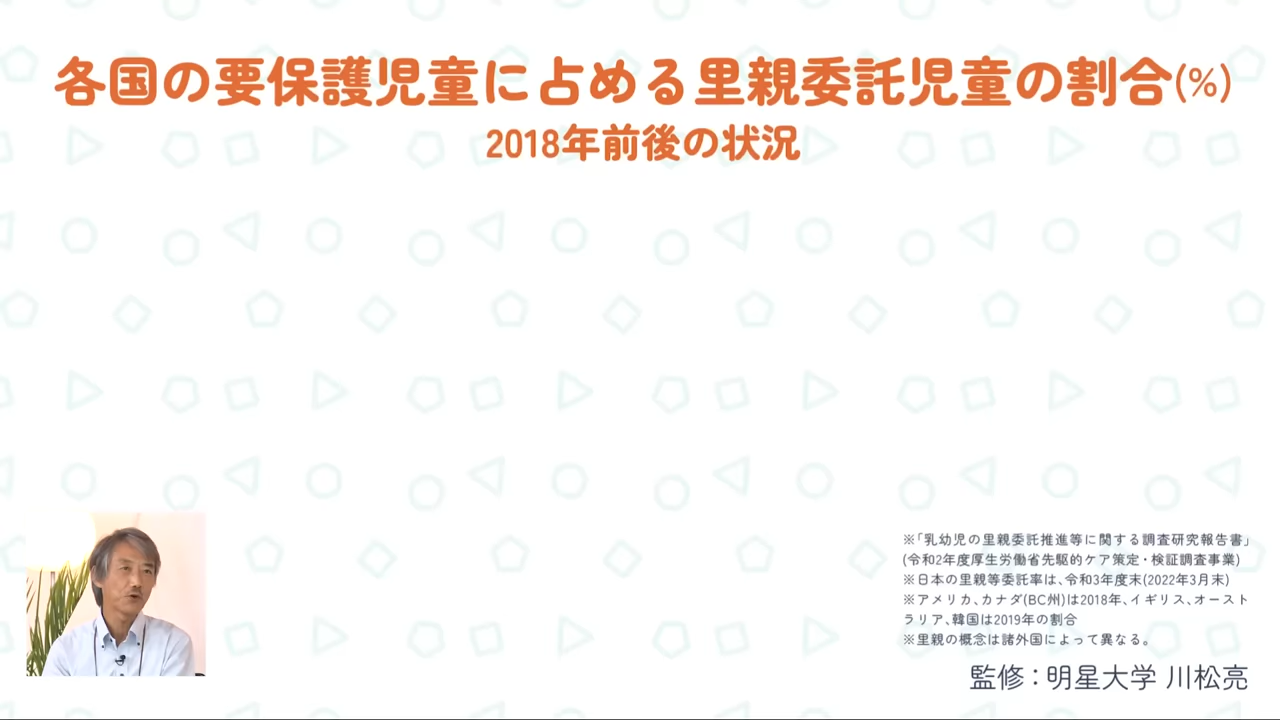 各国の要保護児童に占める里親委託児童の割合(%)
2018年前後の状況
※「乳幼児の里親委託推進等に関する調査研究報告書」
(令和2年度厚生労働省先駆的ケア策定・検証調査事業)
※日本の里親等委託率は、令和3年度末(2022年3月末)
※アメリカ、カナダ(BC州)は2018年、イギリス、オースト
ラリア、韓国は2019年の割合
※里親の概念は諸外国によって異なる。
監修：明星大学 川松亮